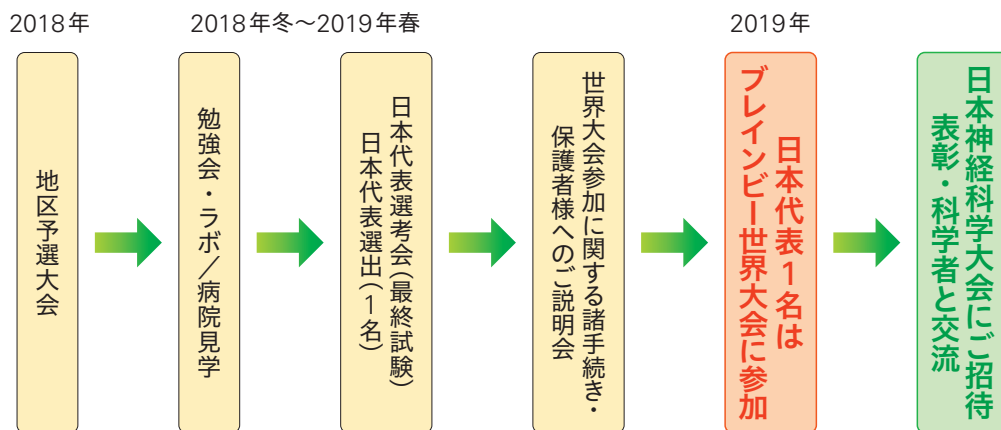 2018年
2018年冬〜2019年春
2019年
地区予選大会
勉強会・ラボ／病院見学
日本代表選考会（最終試験）
日本代表選出（1名）
世界大会参加に関する諸手続き・
保護者様へのご説明会
日本代表1名は
ブレインビー世界大会に参加
日本神経科学大会にご招待
表彰・科学者と交流